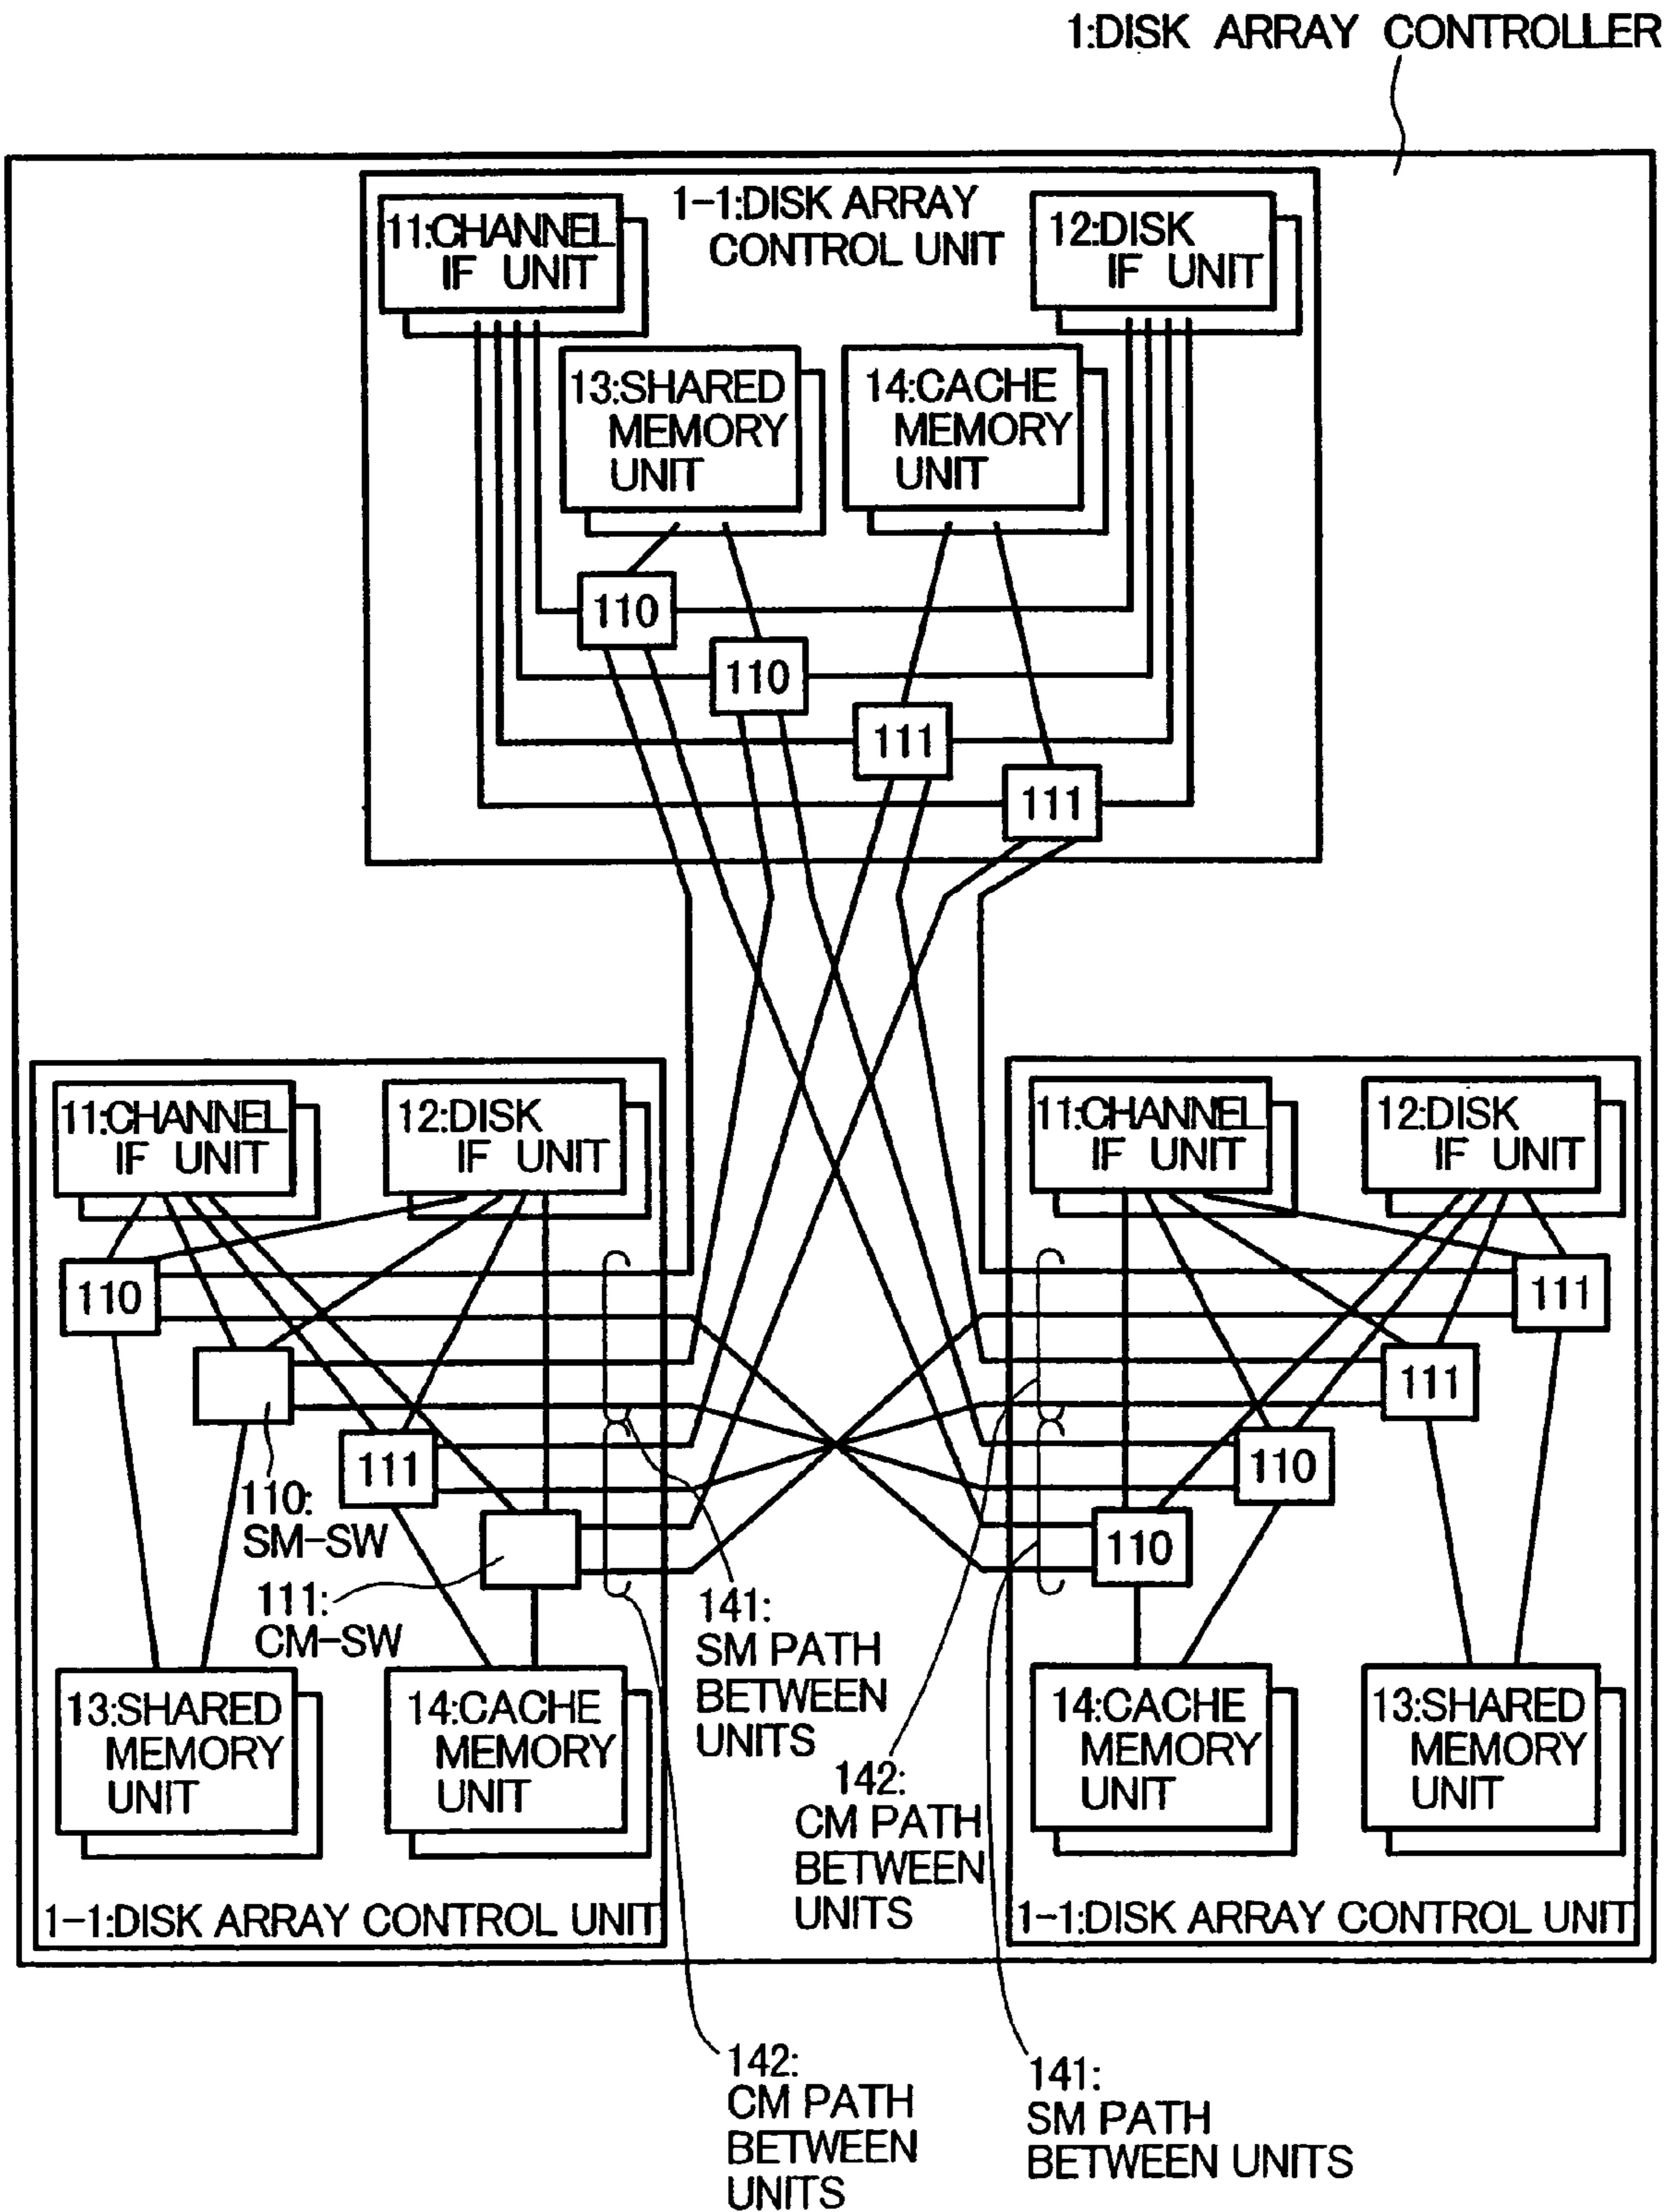 1:DISK ARRAY CONTROLLER
1-1:DISK ARRAY
CONTROL UNIT
11:CHANNEL
IF UNIT
12:DISK
IF UNIT
13:SHARED
MEMORY
UNIT
14:CACHE
MEMORY
UNIT
110
110
111
111
11:CHANNEL
IF UNIT
12:DISK
IF UNIT
110
111
110:
SM-SW
111:
CM-SW
13:SHARED
MEMORY
UNIT
14:CACHE
MEMORY
UNIT
1-1:DISK ARRAY CONTROL UNIT
141:
SM PATH
BETWEEN
UNITS
142:
CM PATH
BETWEEN
UNITS
11:CHANNEL
IF UNIT
12:DISK
IF UNIT
111
111
110
110
14:CACHE
MEMORY
UNIT
13:SHARED
MEMORY
UNIT
1-1:DISK ARRAY CONTROL UNIT
142:
CM PATH
BETWEEN
UNITS
141:
SM PATH
BETWEEN UNITS